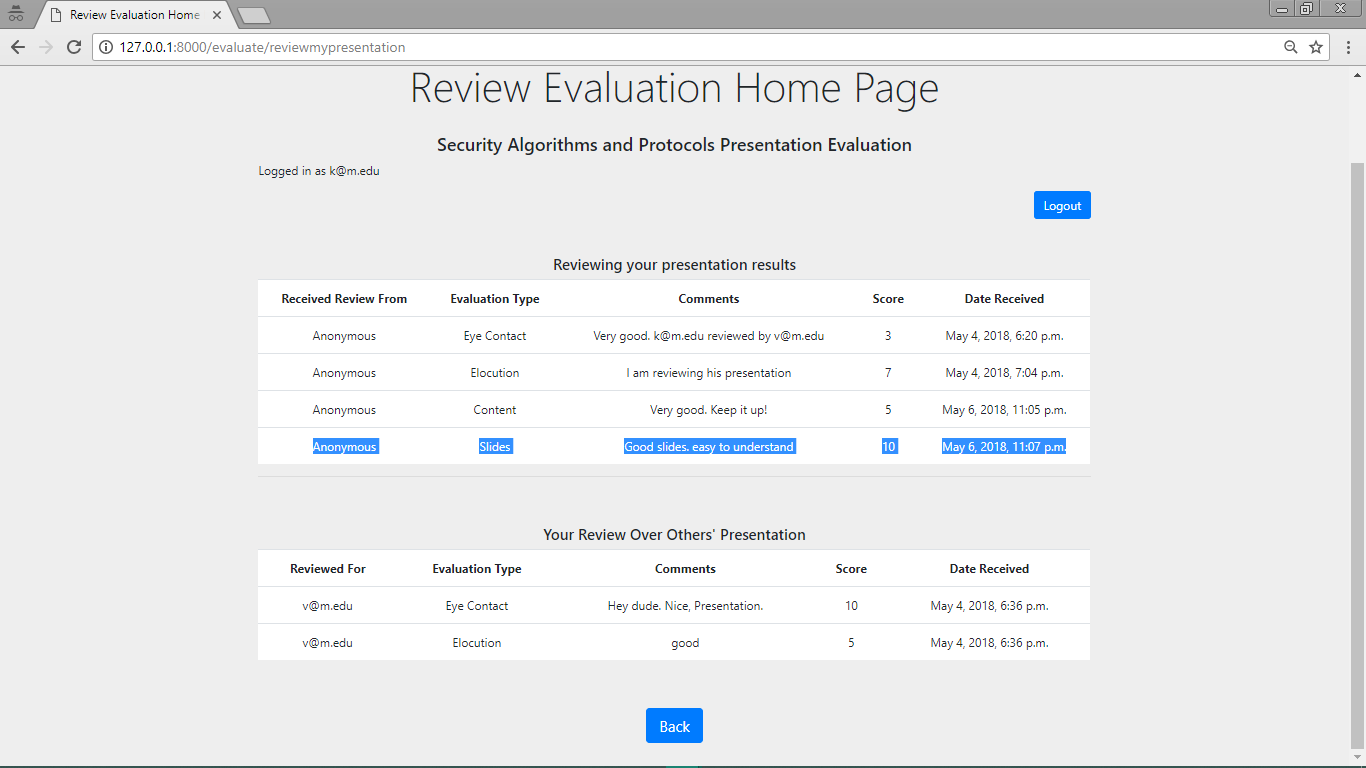 Review Evaluation Home
127.0.0.1:8000/evaluate/reviewmypresentation
Review Evaluation Home Page
Security Algorithms and Protocols Presentation Evaluation
Logged in as k@m.edu
Logout
Reviewing your presentation results
Received Review From Evaluation Type Comments Score Date Received
Anonymous Eye Contact Very good. k@m.edu reviewed by v@m.edu 3 May 4, 2018, 6:20 p.m.
Anonymous Elocution I am reviewing his presentation 7 May 4, 2018, 7:04 p.m.
Anonymous Content Very good. Keep it up! 5 May 6, 2018, 11:05 p.m.
Anonymous Slides Good slides. easy to understand 10 May 6, 2018, 11:07 p.m.
Your Review Over Others' Presentation
Reviewed For Evaluation Type Comments Score Date Received
v@m.edu Eye Contact Hey dude. Nice, Presentation. 10 May 4, 2018, 6:36 p.m.
v@m.edu Elocution good 5 May 4, 2018, 6:36 p.m.
Back